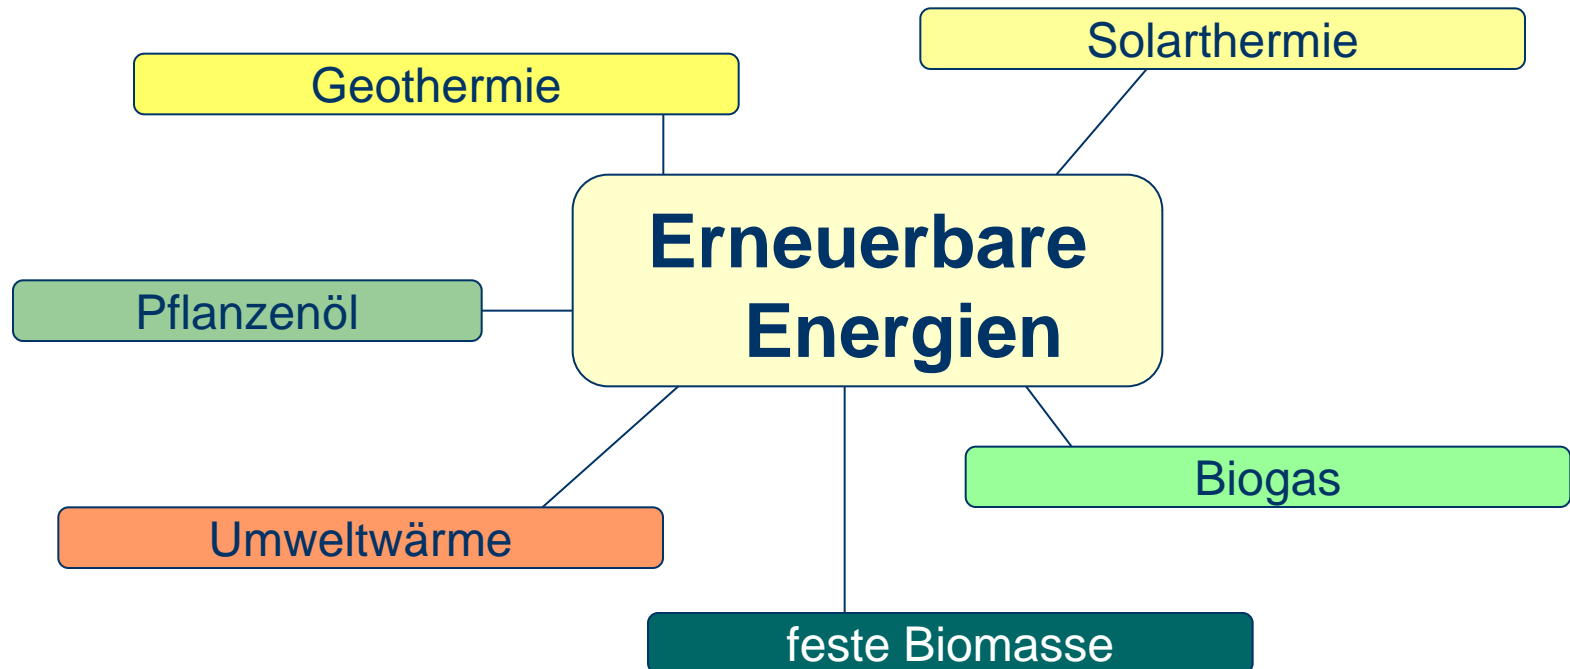 Solarthermie
Geothermie
Erneuerbare
Energien
Pflanzenöl
Biogas
Umweltwärme
feste Biomasse